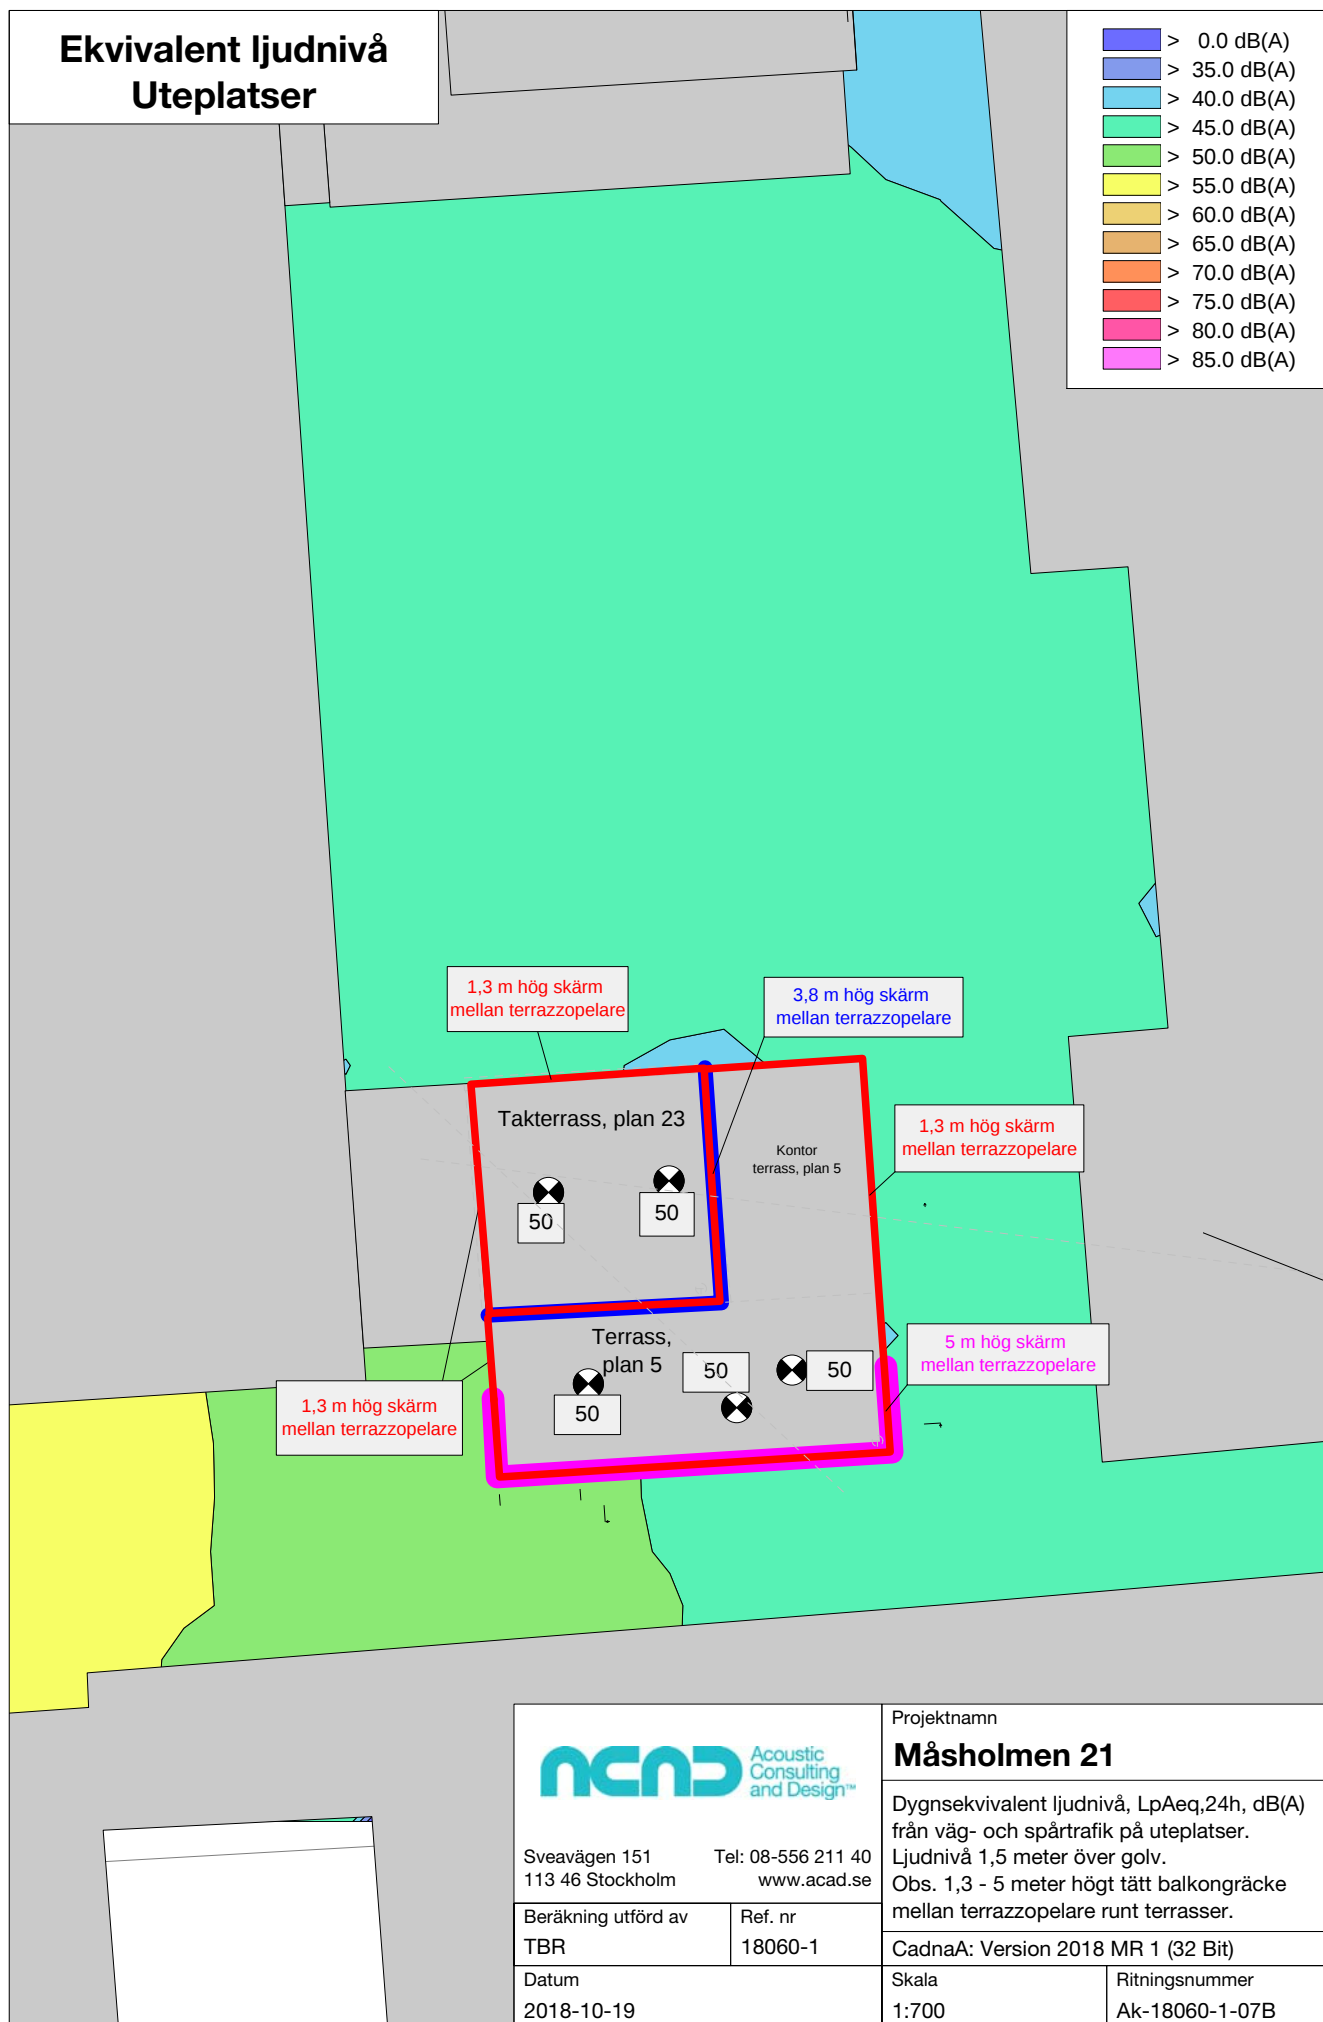 Ekvivalent ljudnivå
Uteplatser
> 0.0 dB(A)
> 35.0 dB(A)
> 40.0 dB(A)
> 45.0 dB(A)
> 50.0 dB(A)
> 55.0 dB(A)
> 60.0 dB(A)
> 65.0 dB(A)
> 70.0 dB(A)
> 75.0 dB(A)
> 80.0 dB(A)
> 85.0 dB(A)
1,3 m hög skärm
mellan terrazzopelare
3,8 m hög skärm
mellan terrazzopelare
Takterrass, plan 23
Kontor
terrass, plan 5
1,3 m hög skärm
mellan terrazzopelare
50
50
Terrass,
plan 5
5 m hög skärm
mellan terrazzopelare
50
50
50
1,3 m hög skärm
mellan terrazzopelare
acad
Acoustic
Consulting
and Design™
Sveavägen 151
113 46 Stockholm
Tel: 08-556 211 40
www.acad.se
Beräkning utförd av
TBR
Ref. nr
18060-1
Datum
2018-10-19
Projektnamn
Måsholmen 21
Dygnsekvivalent ljudnivå, LpAeq,24h, dB(A)
från väg- och spårtrafik på uteplatser.
Ljudnivå 1,5 meter över golv.
Obs. 1,3 - 5 meter högt tätt balkongräcke
mellan terrazzopelare runt terrasser.
CadnaA: Version 2018 MR 1 (32 Bit)
Skala
1:700
Ritningsnummer
Ak-18060-1-07B